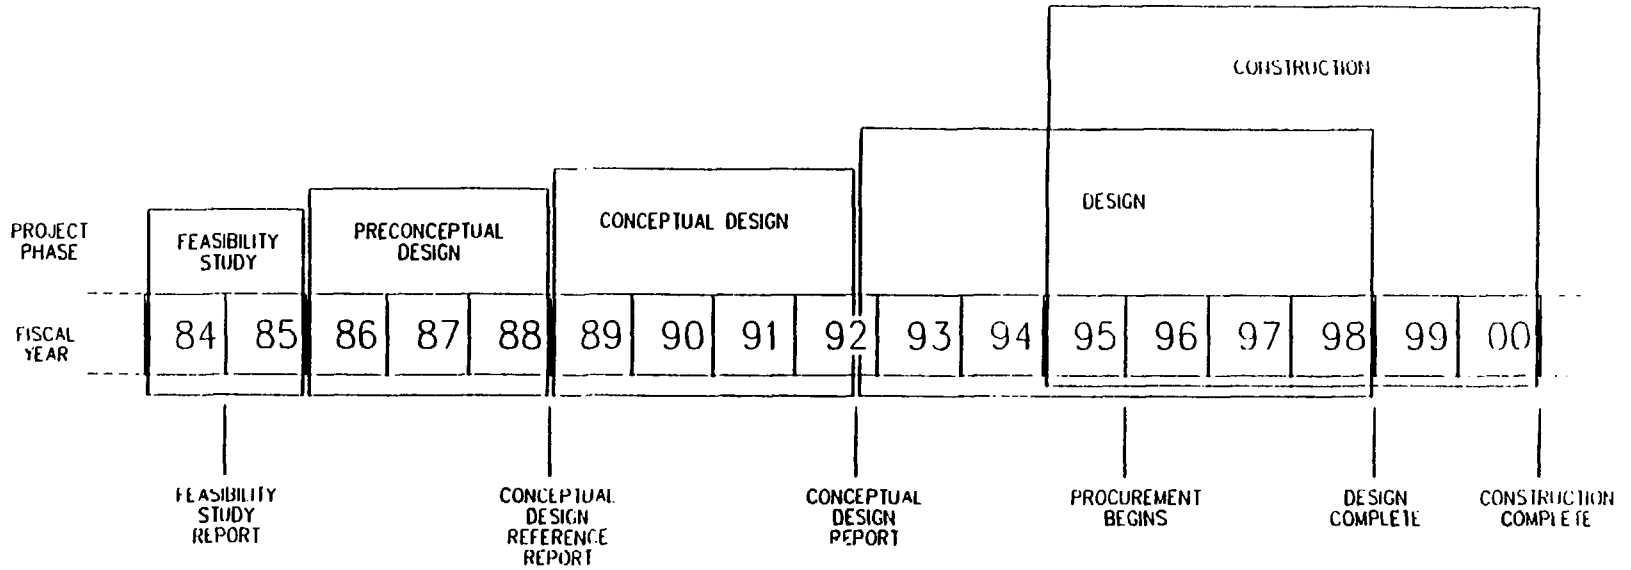 CONSTRUCTION
DESIGN
CONCEPTUAL DESIGN
PRECONCEPTUAL
DESIGN
FEASIBILITY
STUDY
PROJECT
PHASE
FISCAL
YEAR
84 85 86 87 88 89 90 91 92 93 94 95 96 97 98 99 00
FEASIBILITY
STUDY
REPORT
CONCEPTUAL
DESIGN
REFERENCE
REPORT
CONCEPTUAL
DESIGN
REPORT
PROCUREMENT
BEGINS
DESIGN
COMPLETE
CONSTRUCTION
COMPLETE